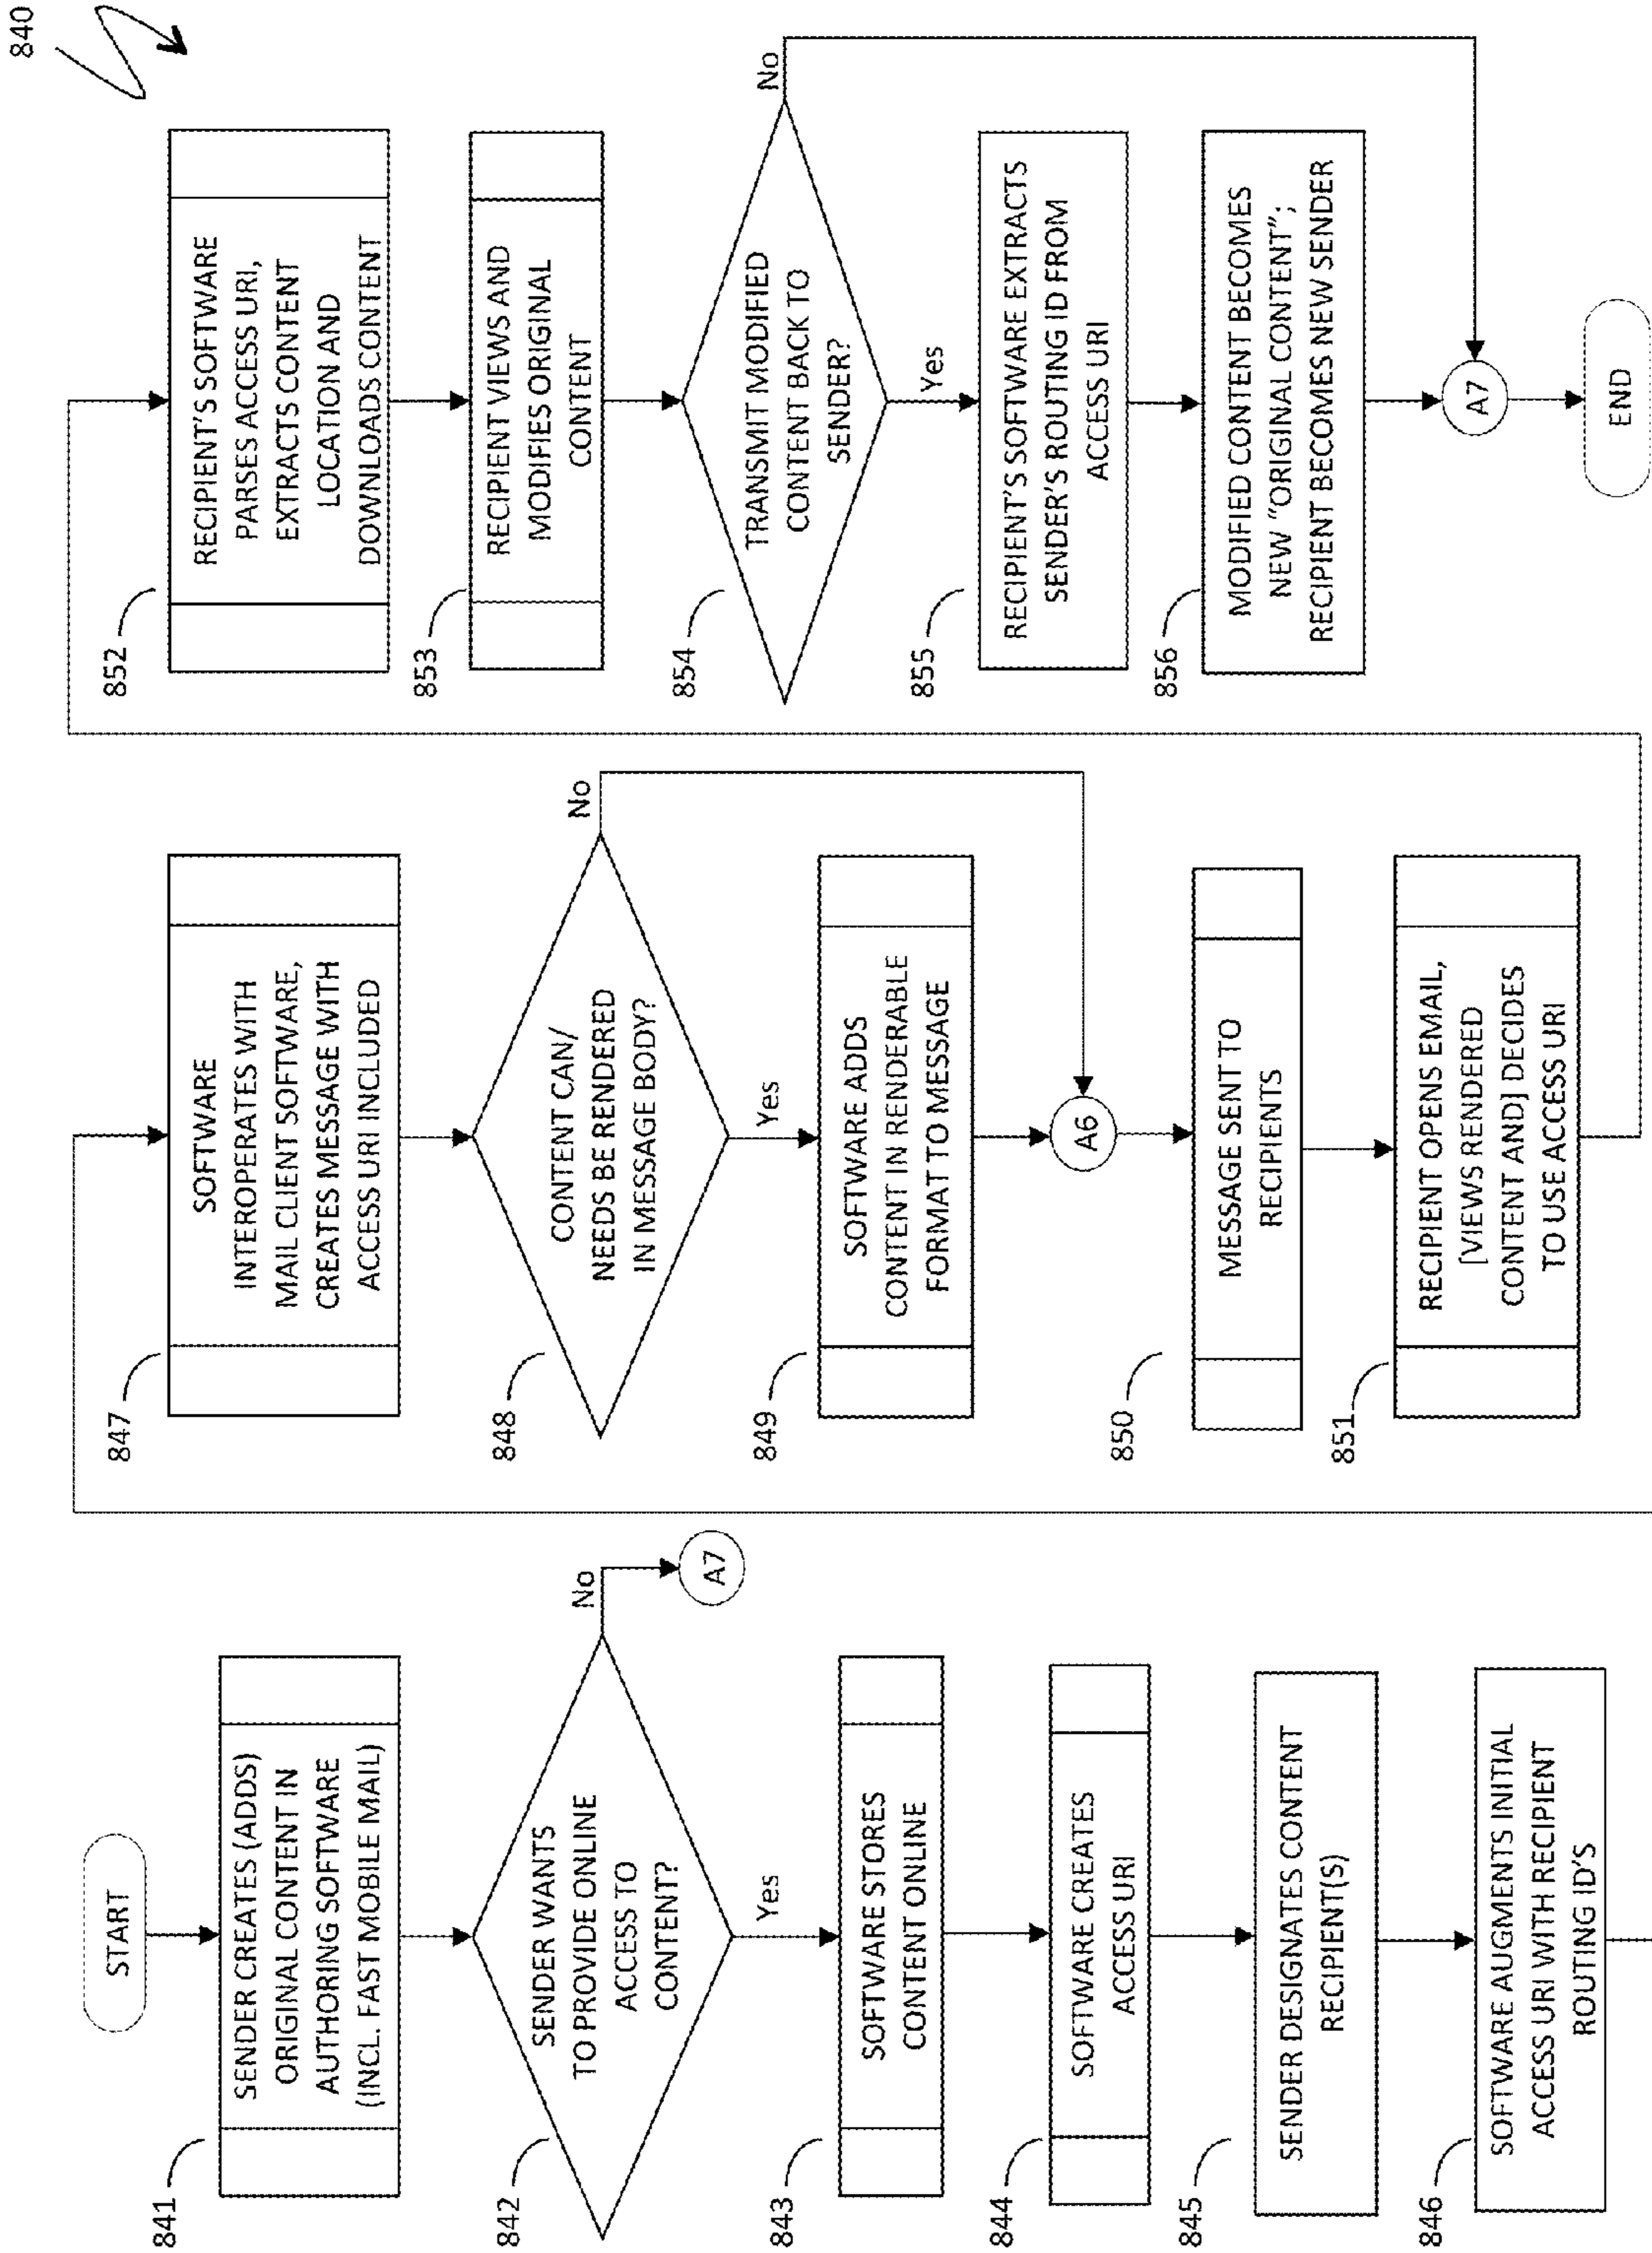 840
START
841
SENDER CREATES (ADDS)
ORIGINAL CONTENT IN
AUTHORING SOFTWARE
(INCL. FAST MOBILE MAIL)
842
SENDER WANTS
TO PROVIDE ONLINE
ACCESS TO
CONTENT?
No
A7
Yes
843
SOFTWARE STORES
CONTENT ONLINE
844
SOFTWARE CREATES
ACCESS URI
845
SENDER DESIGNATES CONTENT
RECIPIENT(S)
846
SOFTWARE AUGMENTS INITIAL
ACCESS URI WITH RECIPIENT
ROUTING ID'S
847
SOFTWARE
INTEROPERATES WITH
MAIL CLIENT SOFTWARE,
CREATES MESSAGE WITH
ACCESS URI INCLUDED
848
CONTENT CAN/
NEEDS BE RENDERED
IN MESSAGE BODY?
No
Yes
849
SOFTWARE ADDS
CONTENT IN RENDERABLE
FORMAT TO MESSAGE
A6
850
MESSAGE SENT TO
RECIPIENTS
851
RECIPIENT OPENS EMAIL,
[VIEWS RENDERED
CONTENT AND] DECIDES
TO USE ACCESS URI
852
RECIPIENT'S SOFTWARE
PARSES ACCESS URI,
EXTRACTS CONTENT
LOCATION AND
DOWNLOADS CONTENT
853
RECIPIENT VIEWS AND
MODIFIES ORIGINAL
CONTENT
854
TRANSMIT MODIFIED
CONTENT BACK TO
SENDER?
No
Yes
855
RECIPIENT'S SOFTWARE EXTRACTS
SENDER'S ROUTING ID FROM
ACCESS URI
856
MODIFIED CONTENT BECOMES
NEW "ORIGINAL CONTENT";
RECIPIENT BECOMES NEW SENDER
A7
END